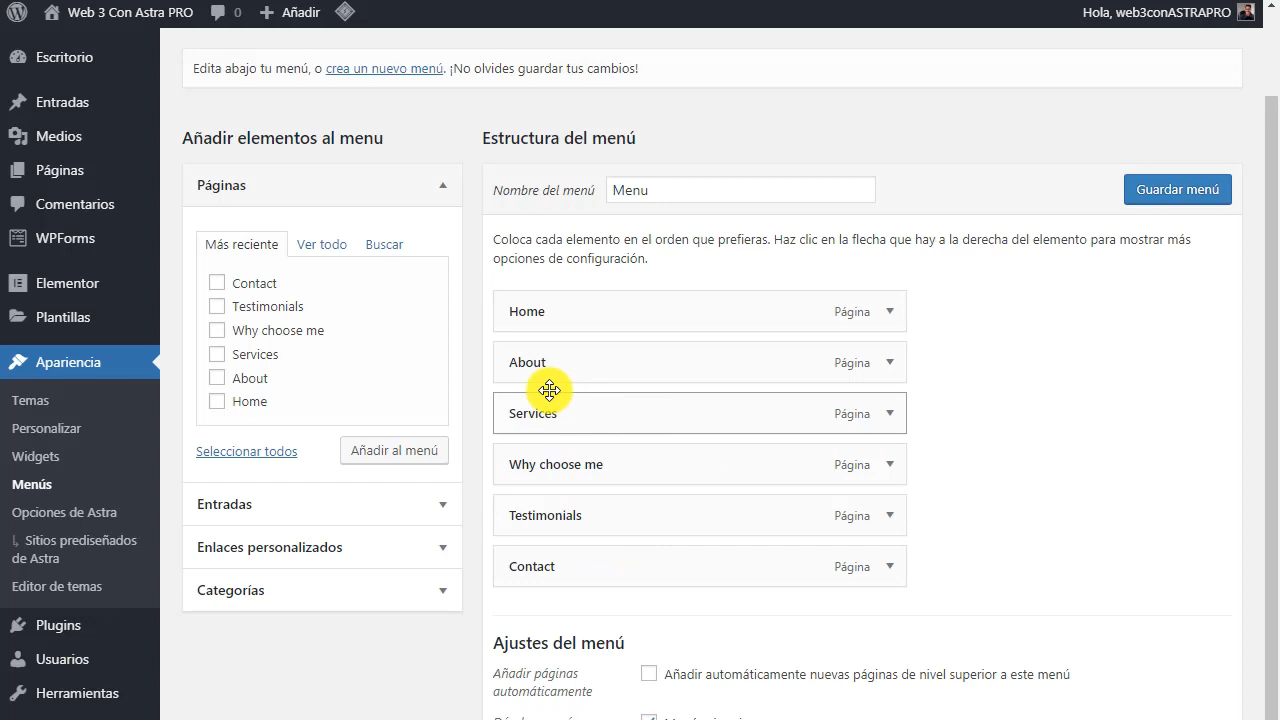 Web 3 Con Astra PRO
0
Añadir
Hola, web3conASTRAPRO
Escritorio
Entradas
Medios
Páginas
Comentarios
WPForms
Elementor
Plantillas
Apariencia
Temas
Personalizar
Widgets
Menús
Opciones de Astra
Sitios prediseñados
de Astra
Editor de temas
Plugins
Usuarios
Herramientas
Edita abajo tu menú, o crea un nuevo menú. ¡No olvides guardar tus cambios!
Añadir elementos al menu
Páginas
Más reciente
Ver todo
Buscar
Contact
Testimonials
Why choose me
Services
About
Home
Seleccionar todos
Añadir al menú
Entradas
Enlaces personalizados
Categorías
Estructura del menú
Nombre del menú
Menu
Guardar menú
Coloca cada elemento en el orden que prefieras. Haz clic en la flecha que hay a la derecha del elemento para mostrar más
opciones de configuración.
Home Página
About Página
Services Página
Why choose me Página
Testimonials Página
Contact Página
Ajustes del menú
Añadir páginas
automáticamente
Añadir automáticamente nuevas páginas de nivel superior a este menú